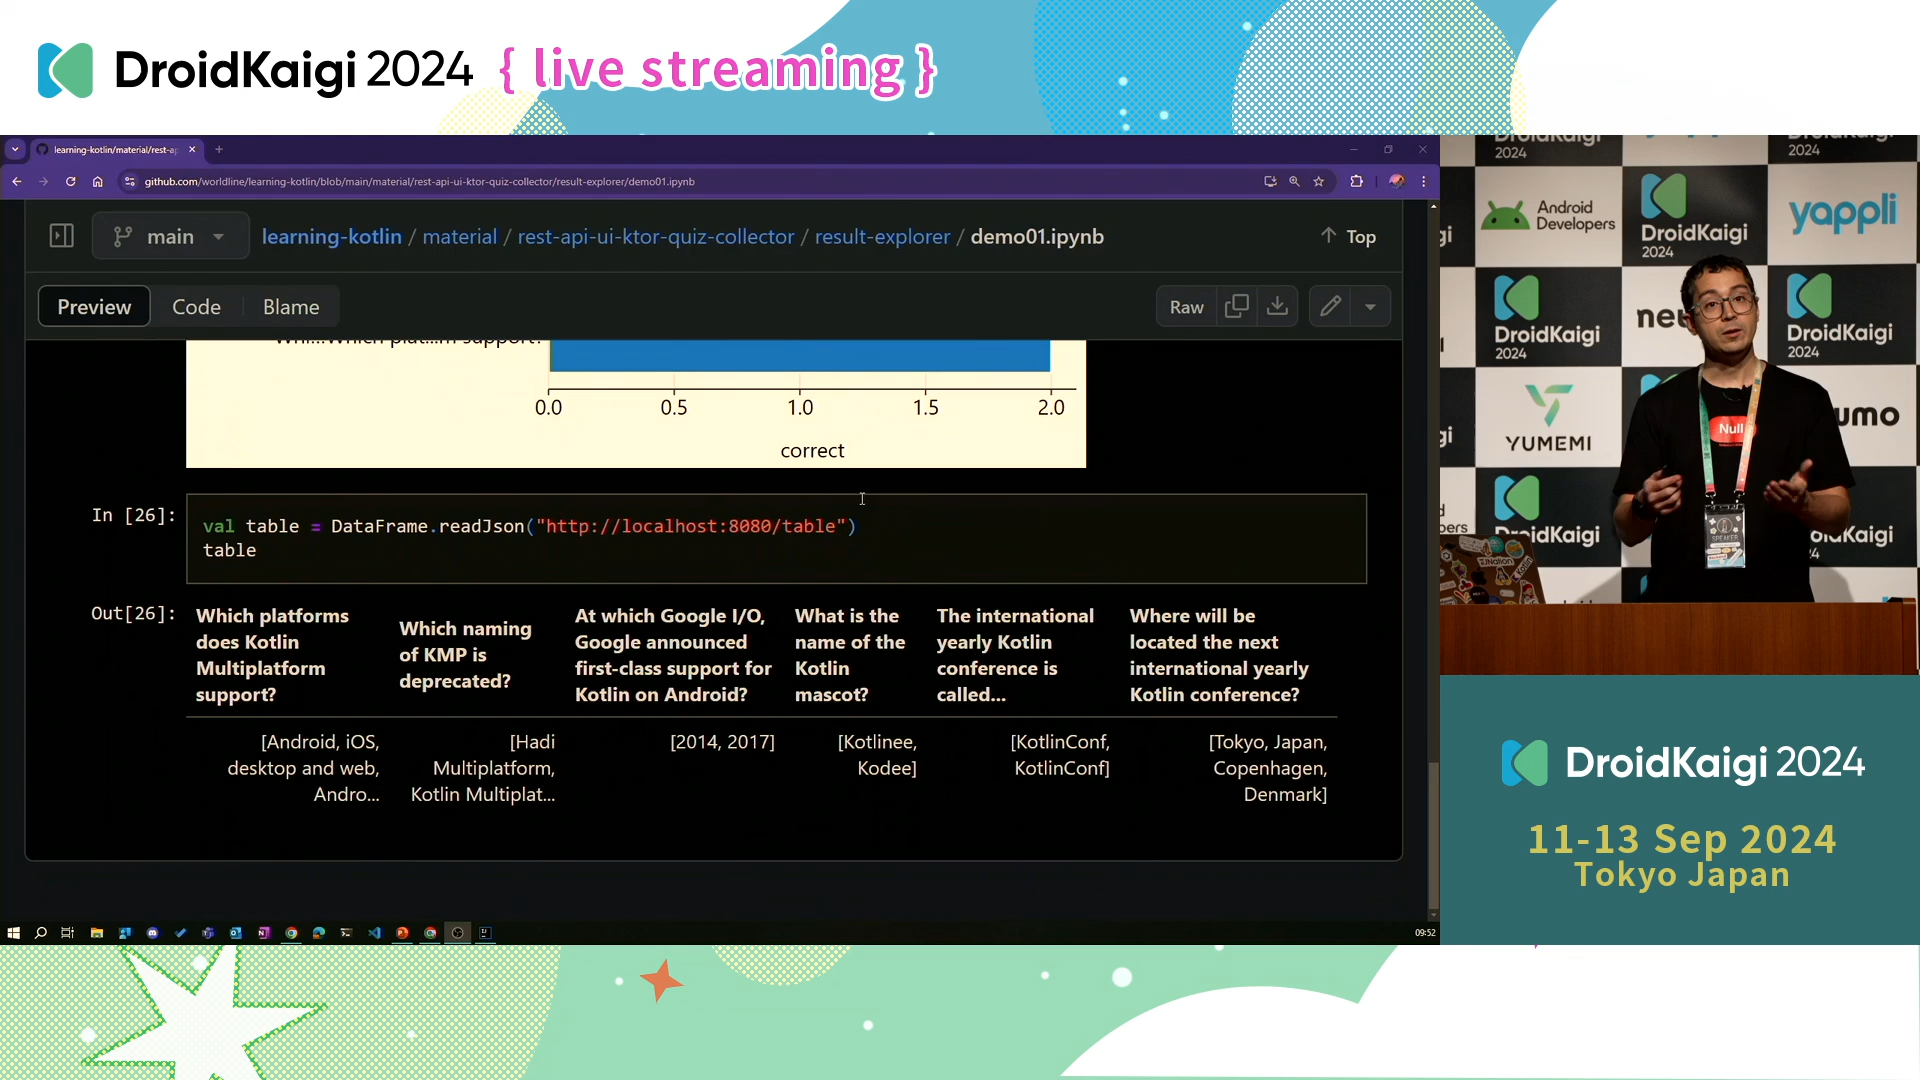 DroidKaigi 2024 { live streaming }
learning-kotlin/material/rest-ap
github.com/worldline/learning-kotlin/blob/main/material/rest-api-ui-ktor-quiz-collector/result-explorer/demo01.ipynb
main
learning-kotlin / material / rest-api-ui-ktor-quiz-collector / result-explorer / demo01.ipynb
Top
Preview
Code
Blame
Raw
0.0 0.5 1.0 1.5 2.0
correct
In [26]:
val table = DataFrame.readJson("http://localhost:8080/table")
table
Out[26]:
Which platforms
does Kotlin
Multiplatform
support?
Which naming
of KMP is
deprecated?
At which Google I/O,
Google announced
first-class support for
Kotlin on Android?
What is the
name of the
Kotlin
mascot?
The international
yearly Kotlin
conference is
called...
Where will be
located the next
international yearly
Kotlin conference?
[Android, iOS,
desktop and web,
Andro...
[Hadi
Multiplatform,
Kotlin Multiplat...
[2014, 2017]
[Kotlinee,
Kodee]
[KotlinConf,
KotlinConf]
[Tokyo, Japan,
Copenhagen,
Denmark]
09:52
2024
2024
Android
Developers
DroidKaigi
2024
yappli
DroidKaigi
2024
DroidKaigi
2024
YUMEMI
Null
SPEAKER
DroidKaigi
DroidKaigi 2024
11-13 Sep 2024
Tokyo Japan